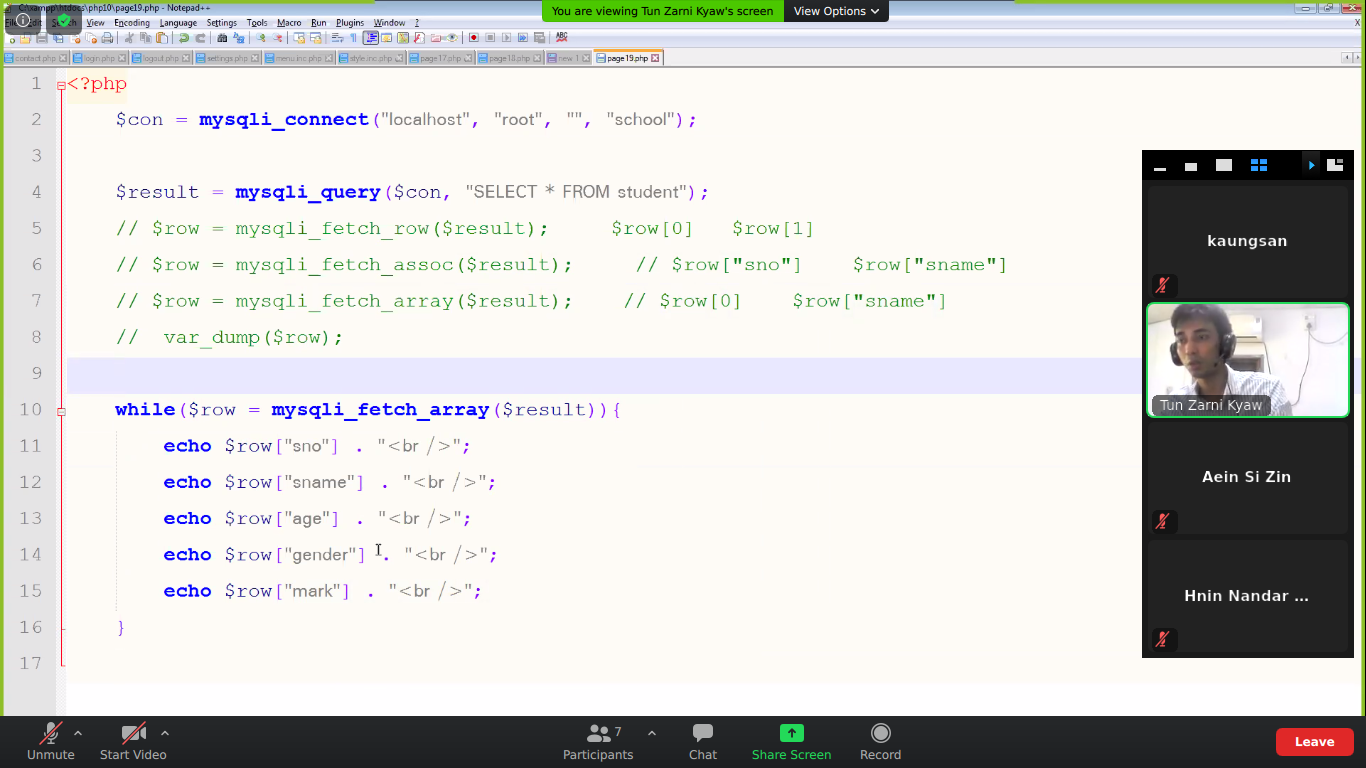 C:\xampp\htdocs\php10\page19.php - Notepad++
You are viewing Tun Zarni Kyaw's screen
View Options
Search View Encoding Language Settings Tools Macro Run Plugins Window ?
contact.php login.php logout.php settings.php menu.inc.php style.inc.php page17.php page18.php new 1 page19.php
1 <?php
2 $con = mysqli_connect("localhost", "root", "", "school");
3
4 $result = mysqli_query($con, "SELECT * FROM student");
5 // $row = mysqli_fetch_row($result); $row[0] $row[1]
6 // $row = mysqli_fetch_assoc($result); // $row["sno"] $row["sname"]
7 // $row = mysqli_fetch_array($result); // $row[0] $row["sname"]
8 // var_dump($row);
9
10 while($row = mysqli_fetch_array($result)){
11 echo $row["sno"] . "<br />";
12 echo $row["sname"] . "<br />";
13 echo $row["age"] . "<br />";
14 echo $row["gender"] . "<br />";
15 echo $row["mark"] . "<br />";
16 }
17
kaungsan
Tun Zarni Kyaw
Aein Si Zin
Hnin Nandar ...
Unmute
Start Video
Participants 7
Chat
Share Screen
Record
Leave